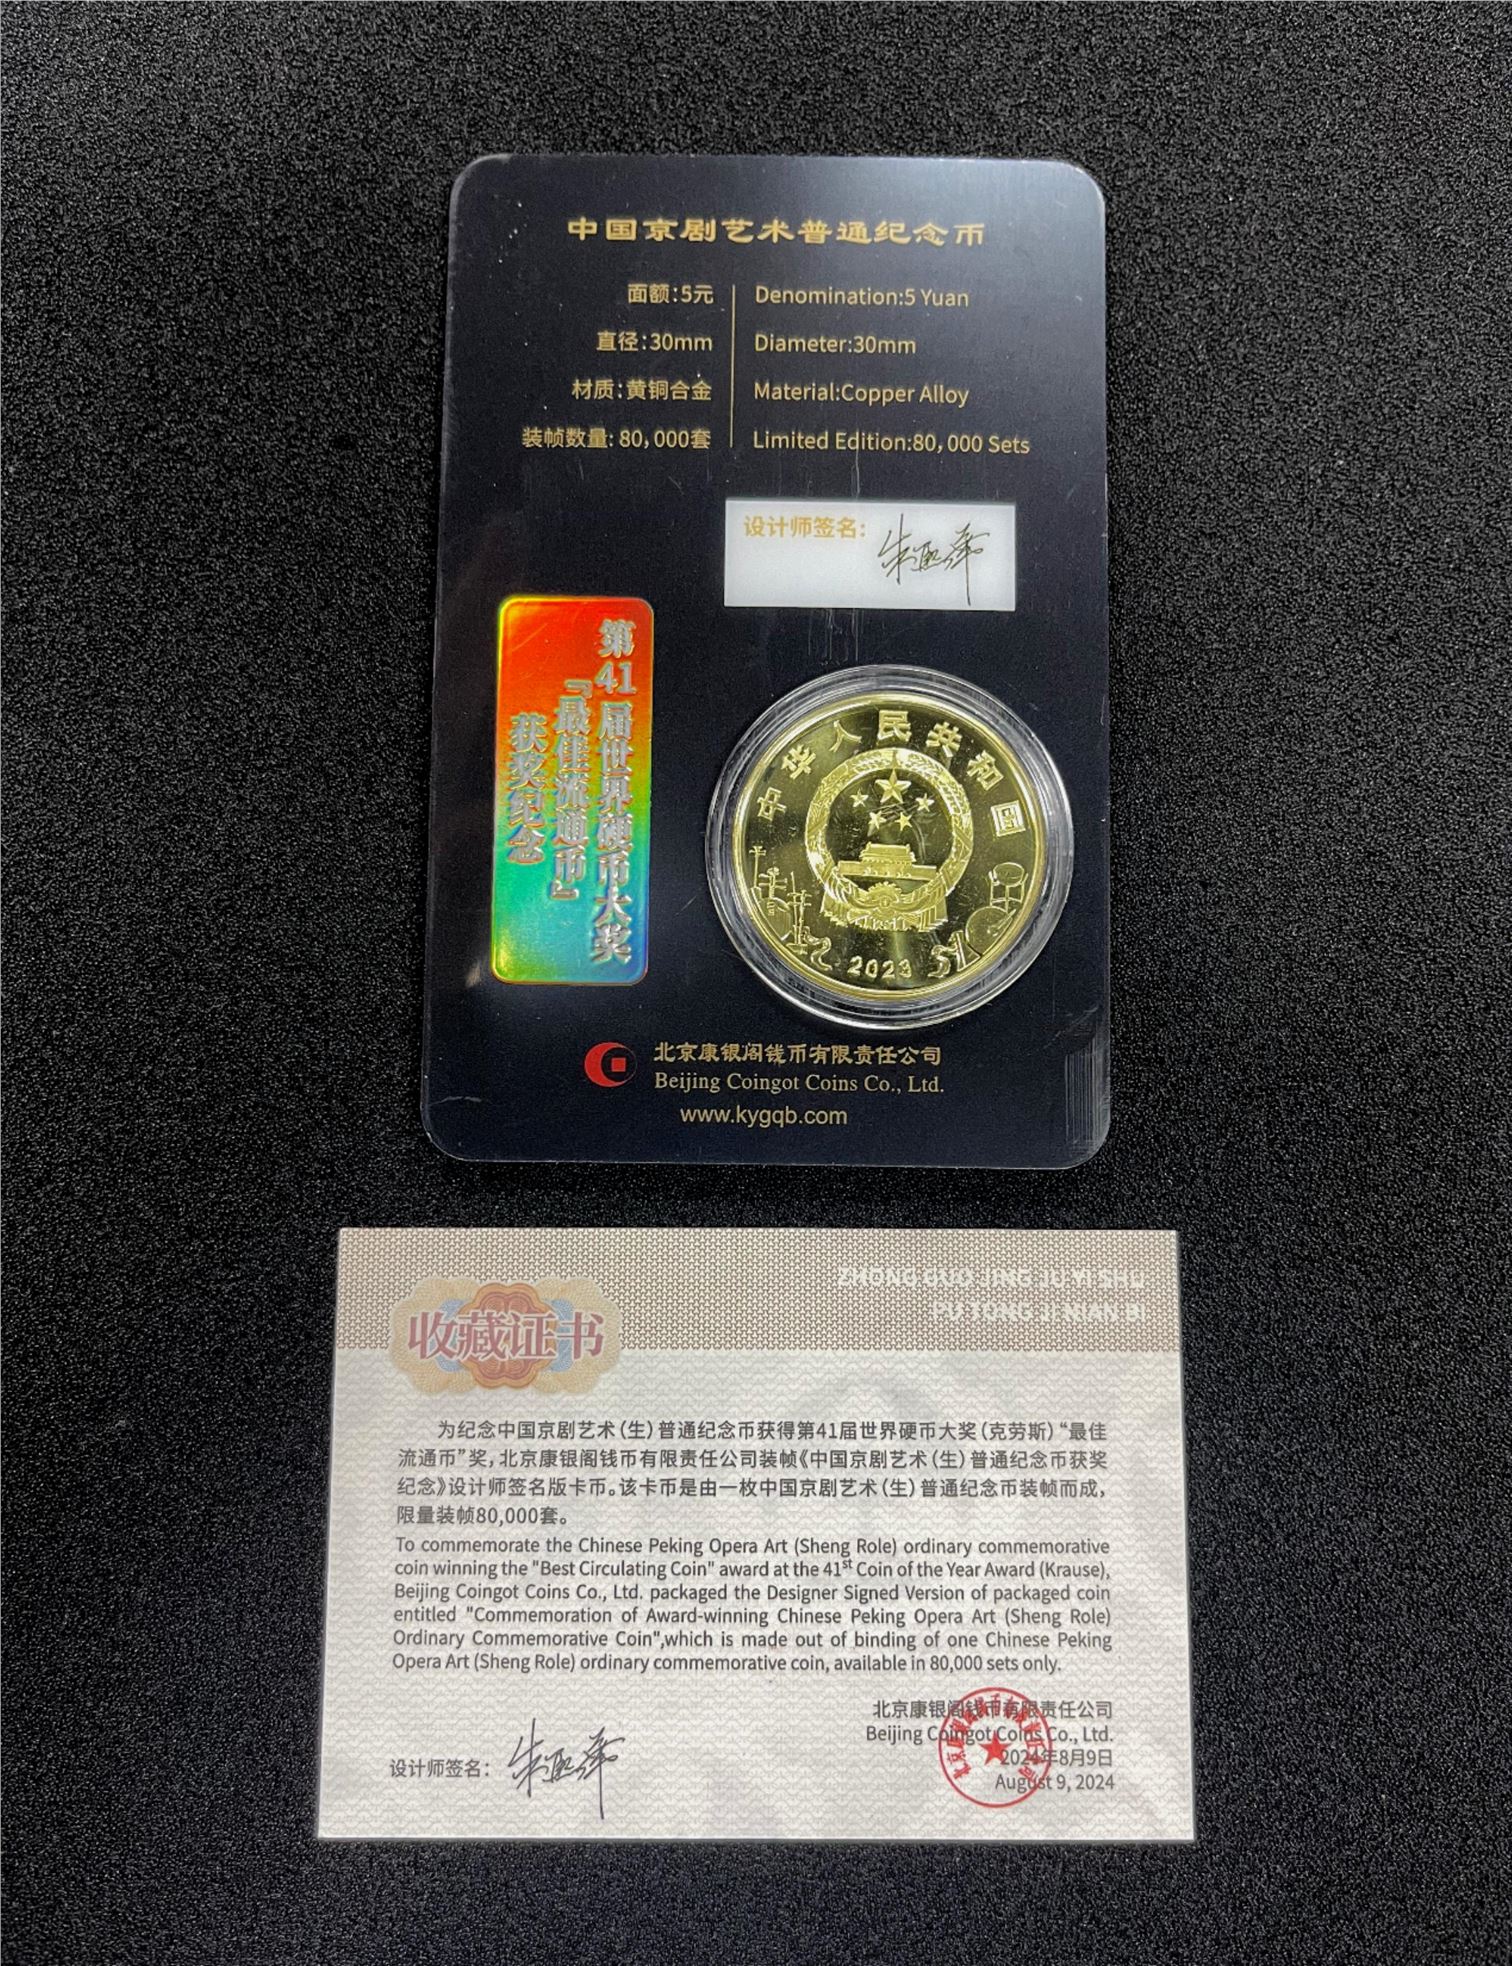 中国京剧艺术普通纪念币
面额:5元
Denomination:5 Yuan
直径:30mm
Diameter:30mm
材质:黄铜合金
Material:Copper Alloy
装帧数量: 80,000套
Limited Edition:80,000 Sets
设计师签名:
第41届世界硬币大奖
『最佳流通币』
获奖纪念
中华人民共和国
2023
北京康银阁钱币有限责任公司
Beijing Coingot Coins Co., Ltd.
www.kygqb.com
ZHONG GUO JING JU YI SHU
PU TONG JI NIAN BI
收藏证书
为纪念中国京剧艺术(生)普通纪念币获得第41届世界硬币大奖(克劳斯)“最佳
流通币”奖,北京康银阁钱币有限责任公司装帧《中国京剧艺术(生)普通纪念币获奖
纪念》设计师签名版卡币。该卡币是由一枚中国京剧艺术(生)普通纪念币装帧而成,
限量装帧80,000套。
To commemorate the Chinese Peking Opera Art (Sheng Role) ordinary commemorative
coin winning the "Best Circulating Coin" award at the 41st Coin of the Year Award (Krause),
Beijing Coingot Coins Co., Ltd. packaged the Designer Signed Version of packaged coin
entitled "Commemoration of Award-winning Chinese Peking Opera Art (Sheng Role)
Ordinary Commemorative Coin",which is made out of binding of one Chinese Peking
Opera Art (Sheng Role) ordinary commemorative coin, available in 80,000 sets only.
北京康银阁钱币有限责任公司
Beijing Coingot Coins Co., Ltd.
2024年8月9日
August 9, 2024
设计师签名: